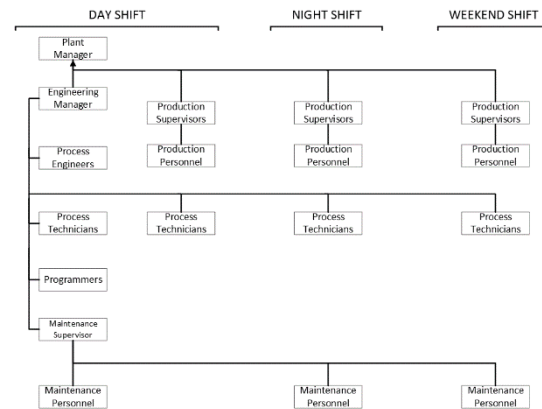 DAY SHIFT NIGHT SHIFT WEEKEND SHIFT
Plant
Manager
Engineering
Manager
Production
Supervisors
Production
Supervisors
Production
Supervisors
Process
Engineers
Production
Personnel
Production
Personnel
Production
Personnel
Process
Technicians
Process
Technicians
Process
Technicians
Process
Technicians
Programmers
Maintenance
Supervisor
Maintenance
Personnel
Maintenance
Personnel
Maintenance
Personnel